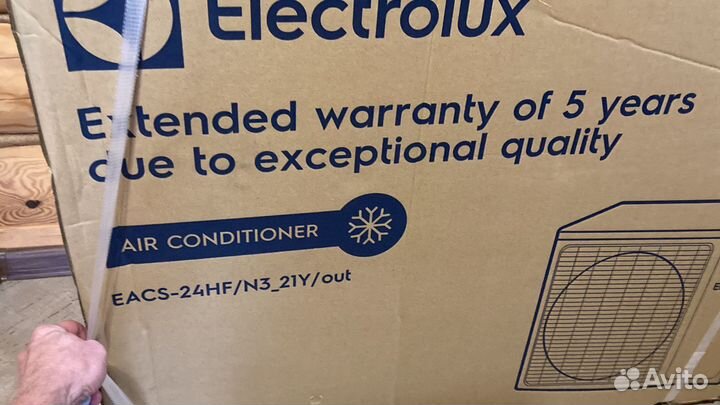 Electrolux
Extended warranty of 5 years
due to exceptional quality
AIR CONDITIONER
EACS-24HF/N3_21Y/out
Avito